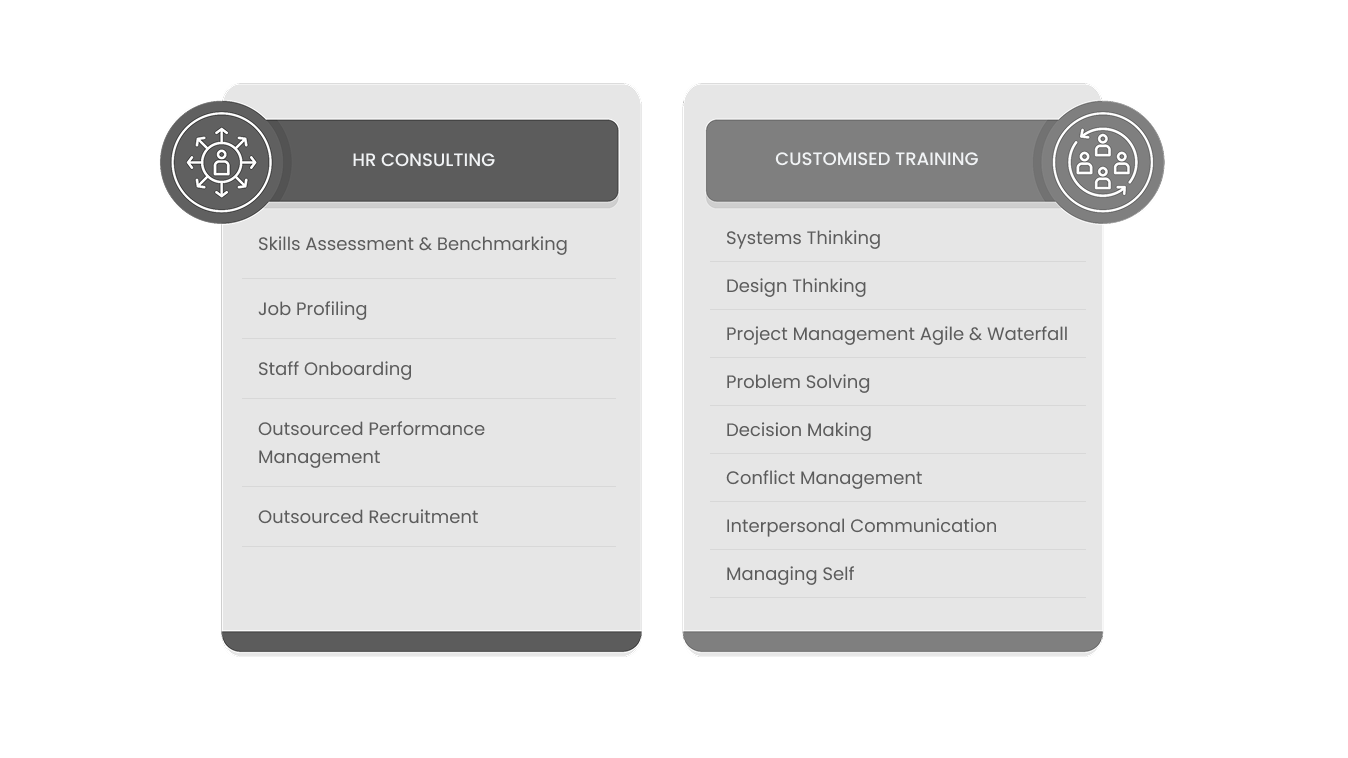 HR CONSULTING
Skills Assessment & Benchmarking
Job Profiling
Staff Onboarding
Outsourced Performance
Management
Outsourced Recruitment
CUSTOMISED TRAINING
Systems Thinking
Design Thinking
Project Management Agile & Waterfall
Problem Solving
Decision Making
Conflict Management
Interpersonal Communication
Managing Self